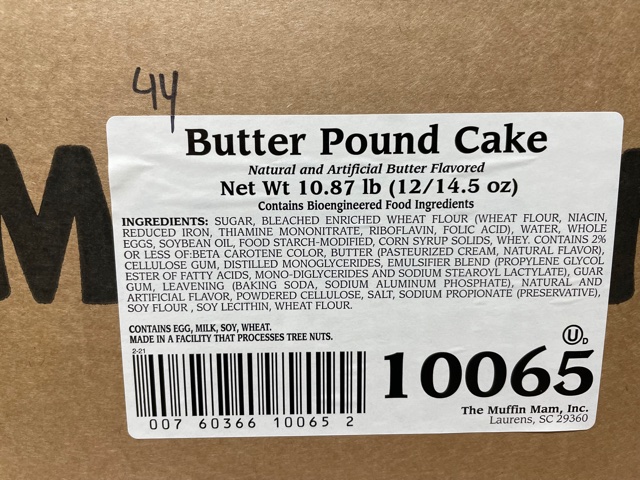 44
Butter Pound Cake
Natural and Artificial Butter Flavored
Net Wt 10.87 lb (12/14.5 oz)
Contains Bioengineered Food Ingredients
INGREDIENTS: SUGAR, BLEACHED ENRICHED WHEAT FLOUR (WHEAT FLOUR, NIACIN,
REDUCED IRON, THIAMINE MONONITRATE, RIBOFLAVIN, FOLIC ACID), WATER, WHOLE
EGGS, SOYBEAN OIL, FOOD STARCH-MODIFIED, CORN SYRUP SOLIDS, WHEY. CONTAINS 2%
OR LESS OF:BETA CAROTENE COLOR, BUTTER (PASTEURIZED CREAM, NATURAL FLAVOR),
CELLULOSE GUM, DISTILLED MONOGLYCERIDES, EMULSIFIER BLEND (PROPYLENE GLYCOL
ESTER OF FATTY ACIDS, MONO-DIGLYCERIDES AND SODIUM STEAROYL LACTYLATE), GUAR
GUM, LEAVENING (BAKING SODA, SODIUM ALUMINUM PHOSPHATE), NATURAL AND
ARTIFICIAL FLAVOR, POWDERED CELLULOSE, SALT, SODIUM PROPIONATE (PRESERVATIVE),
SOY FLOUR , SOY LECITHIN, WHEAT FLOUR.
CONTAINS EGG, MILK, SOY, WHEAT.
MADE IN A FACILITY THAT PROCESSES TREE NUTS.
2-21
U D
10065
007 60366 10065 2
The Muffin Mam, Inc.
Laurens, SC 29360
M